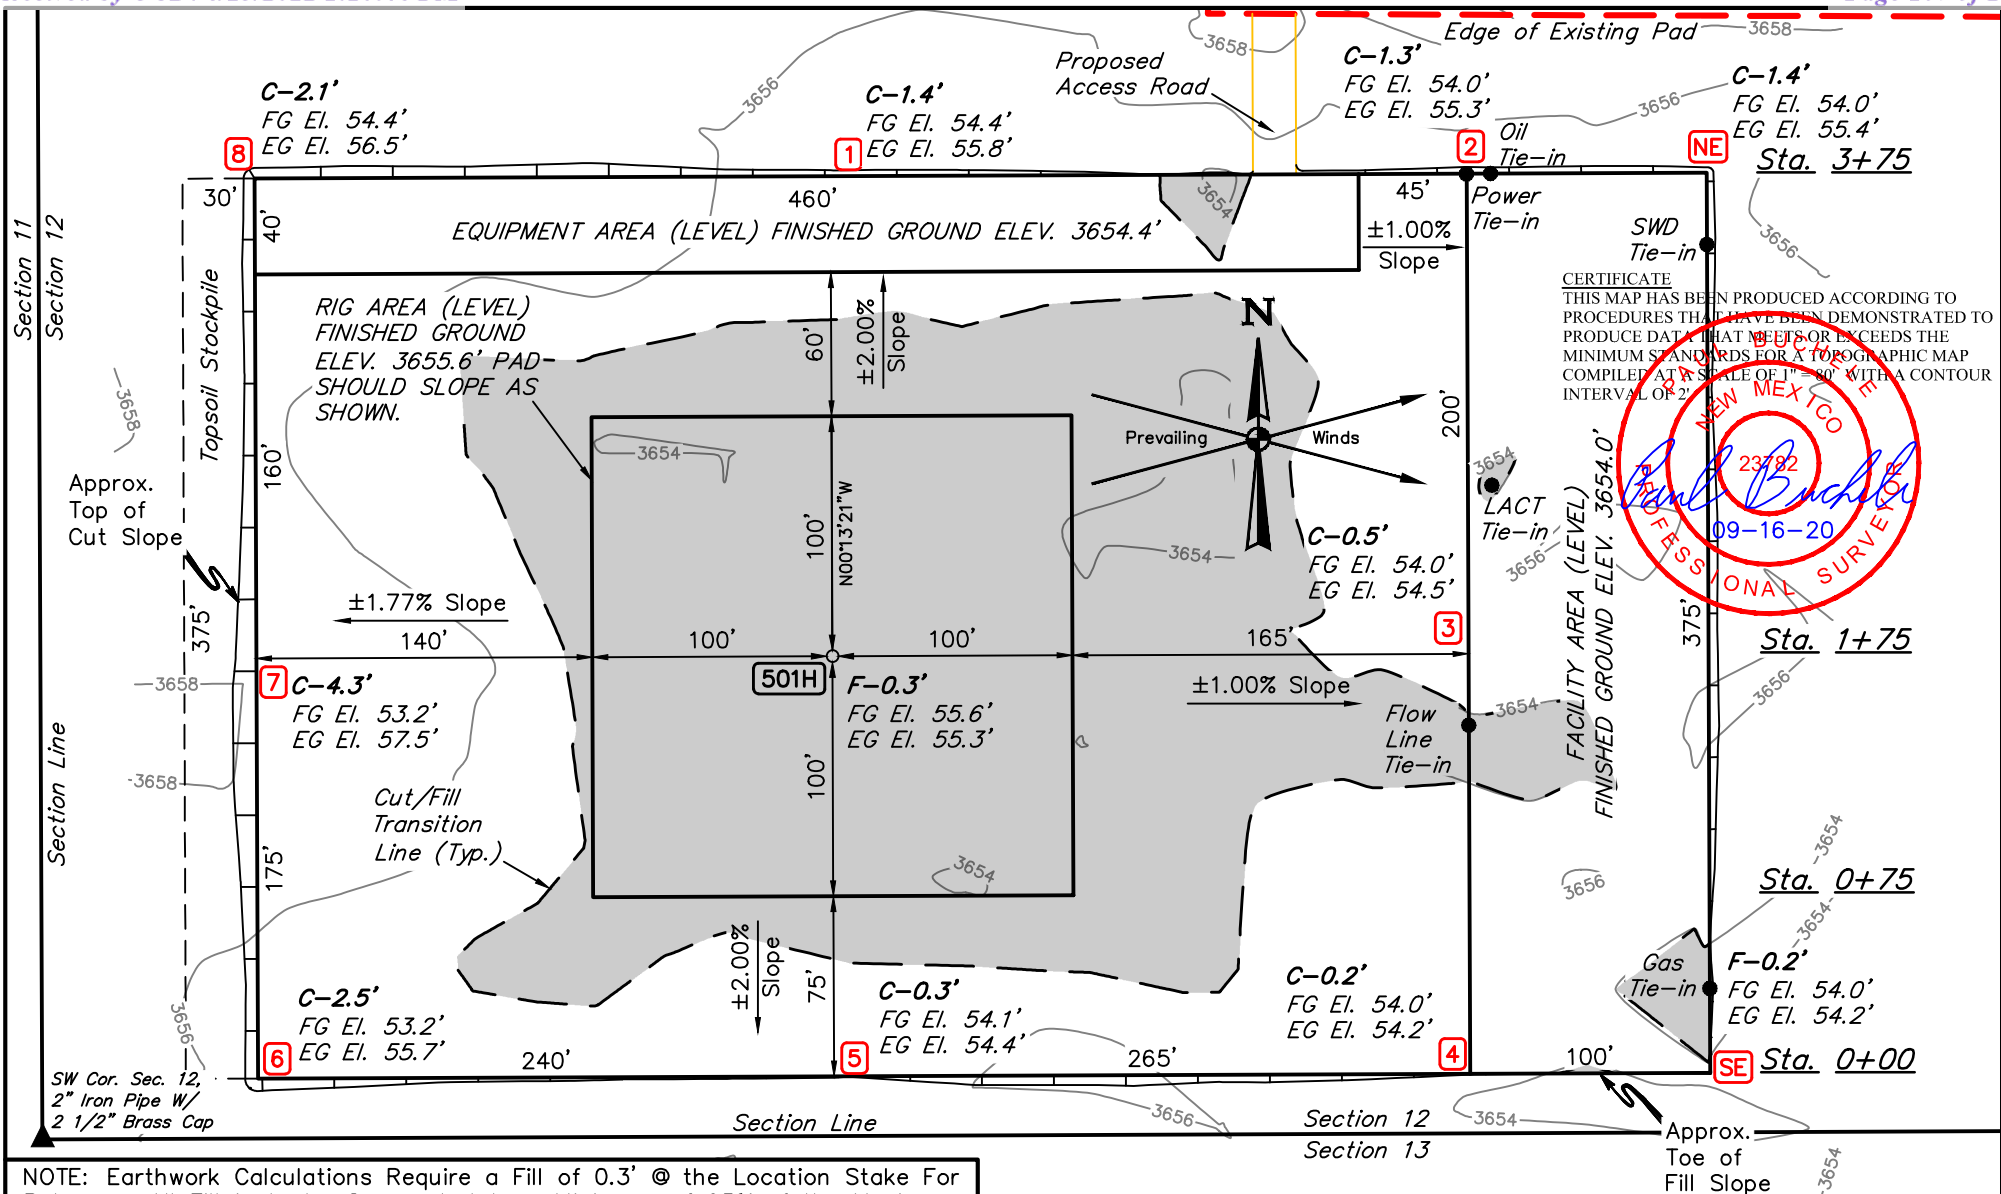 Edge of Existing Pad
3658
3658
3656
3656
Proposed
Access Road
C-2.1'
FG El. 54.4'
EG El. 56.5'
8
C-1.4'
FG El. 54.4'
EG El. 55.8'
1
C-1.3'
FG El. 54.0'
EG El. 55.3'
2
Oil
Tie-in
C-1.4'
FG El. 54.0'
EG El. 55.4'
NE
Sta. 3+75
30'
40'
460'
45'
3654
Power
Tie-in
EQUIPMENT AREA (LEVEL) FINISHED GROUND ELEV. 3654.4'
±1.00%
Slope
SWD
Tie-in
3656
Section 11
Section 12
Topsoil Stockpile
CERTIFICATE
THIS MAP HAS BEEN PRODUCED ACCORDING TO
PROCEDURES THAT HAVE BEEN DEMONSTRATED TO
PRODUCE DATA THAT MEETS OR EXCEEDS THE
MINIMUM STANDARDS FOR A TOPOGRAPHIC MAP
COMPILED AT A SCALE OF 1" = 80' WITH A CONTOUR
INTERVAL OF 2'
PAUL BUCHELE
NEW MEXICO
23782
PROFESSIONAL SURVEYOR
Paul Buchele
09-16-20
RIG AREA (LEVEL)
FINISHED GROUND
ELEV. 3655.6' PAD
SHOULD SLOPE AS
SHOWN.
60'
±2.00%
Slope
N
Prevailing
Winds
200'
3658
160'
3654
3654
LACT
Tie-in
Approx.
Top of
Cut Slope
100'
N00°13'21"W
3654
C-0.5'
FG El. 54.0'
EG El. 54.5'
3
3656
FACILITY AREA (LEVEL)
FINISHED GROUND ELEV. 3654.0'
375'
±1.77% Slope
140'
100'
100'
165'
375'
Sta. 1+75
3658
7
C-4.3'
FG El. 53.2'
EG El. 57.5'
501H
F-0.3'
FG El. 55.6'
EG El. 55.3'
±1.00% Slope
Flow
Line
Tie-in
3654
3656
3658
Section Line
100'
Cut/Fill
Transition
Line (Typ.)
175'
3654
3656
3654
Sta. 0+75
3654
±2.00%
Slope
75'
Gas
Tie-in
F-0.2'
FG El. 54.0'
EG El. 54.2'
3656
C-2.5'
FG El. 53.2'
EG El. 55.7'
6
240'
5
C-0.3'
FG El. 54.1'
EG El. 54.4'
265'
C-0.2'
FG El. 54.0'
EG El. 54.2'
4
100'
SE
Sta. 0+00
SW Cor. Sec. 12,
2" Iron Pipe W/
2 1/2" Brass Cap
Section Line
3656
Section 12
Section 13
3654
Approx.
Toe of
Fill Slope
3654
NOTE: Earthwork Calculations Require a Fill of 0.3' @ the Location Stake For